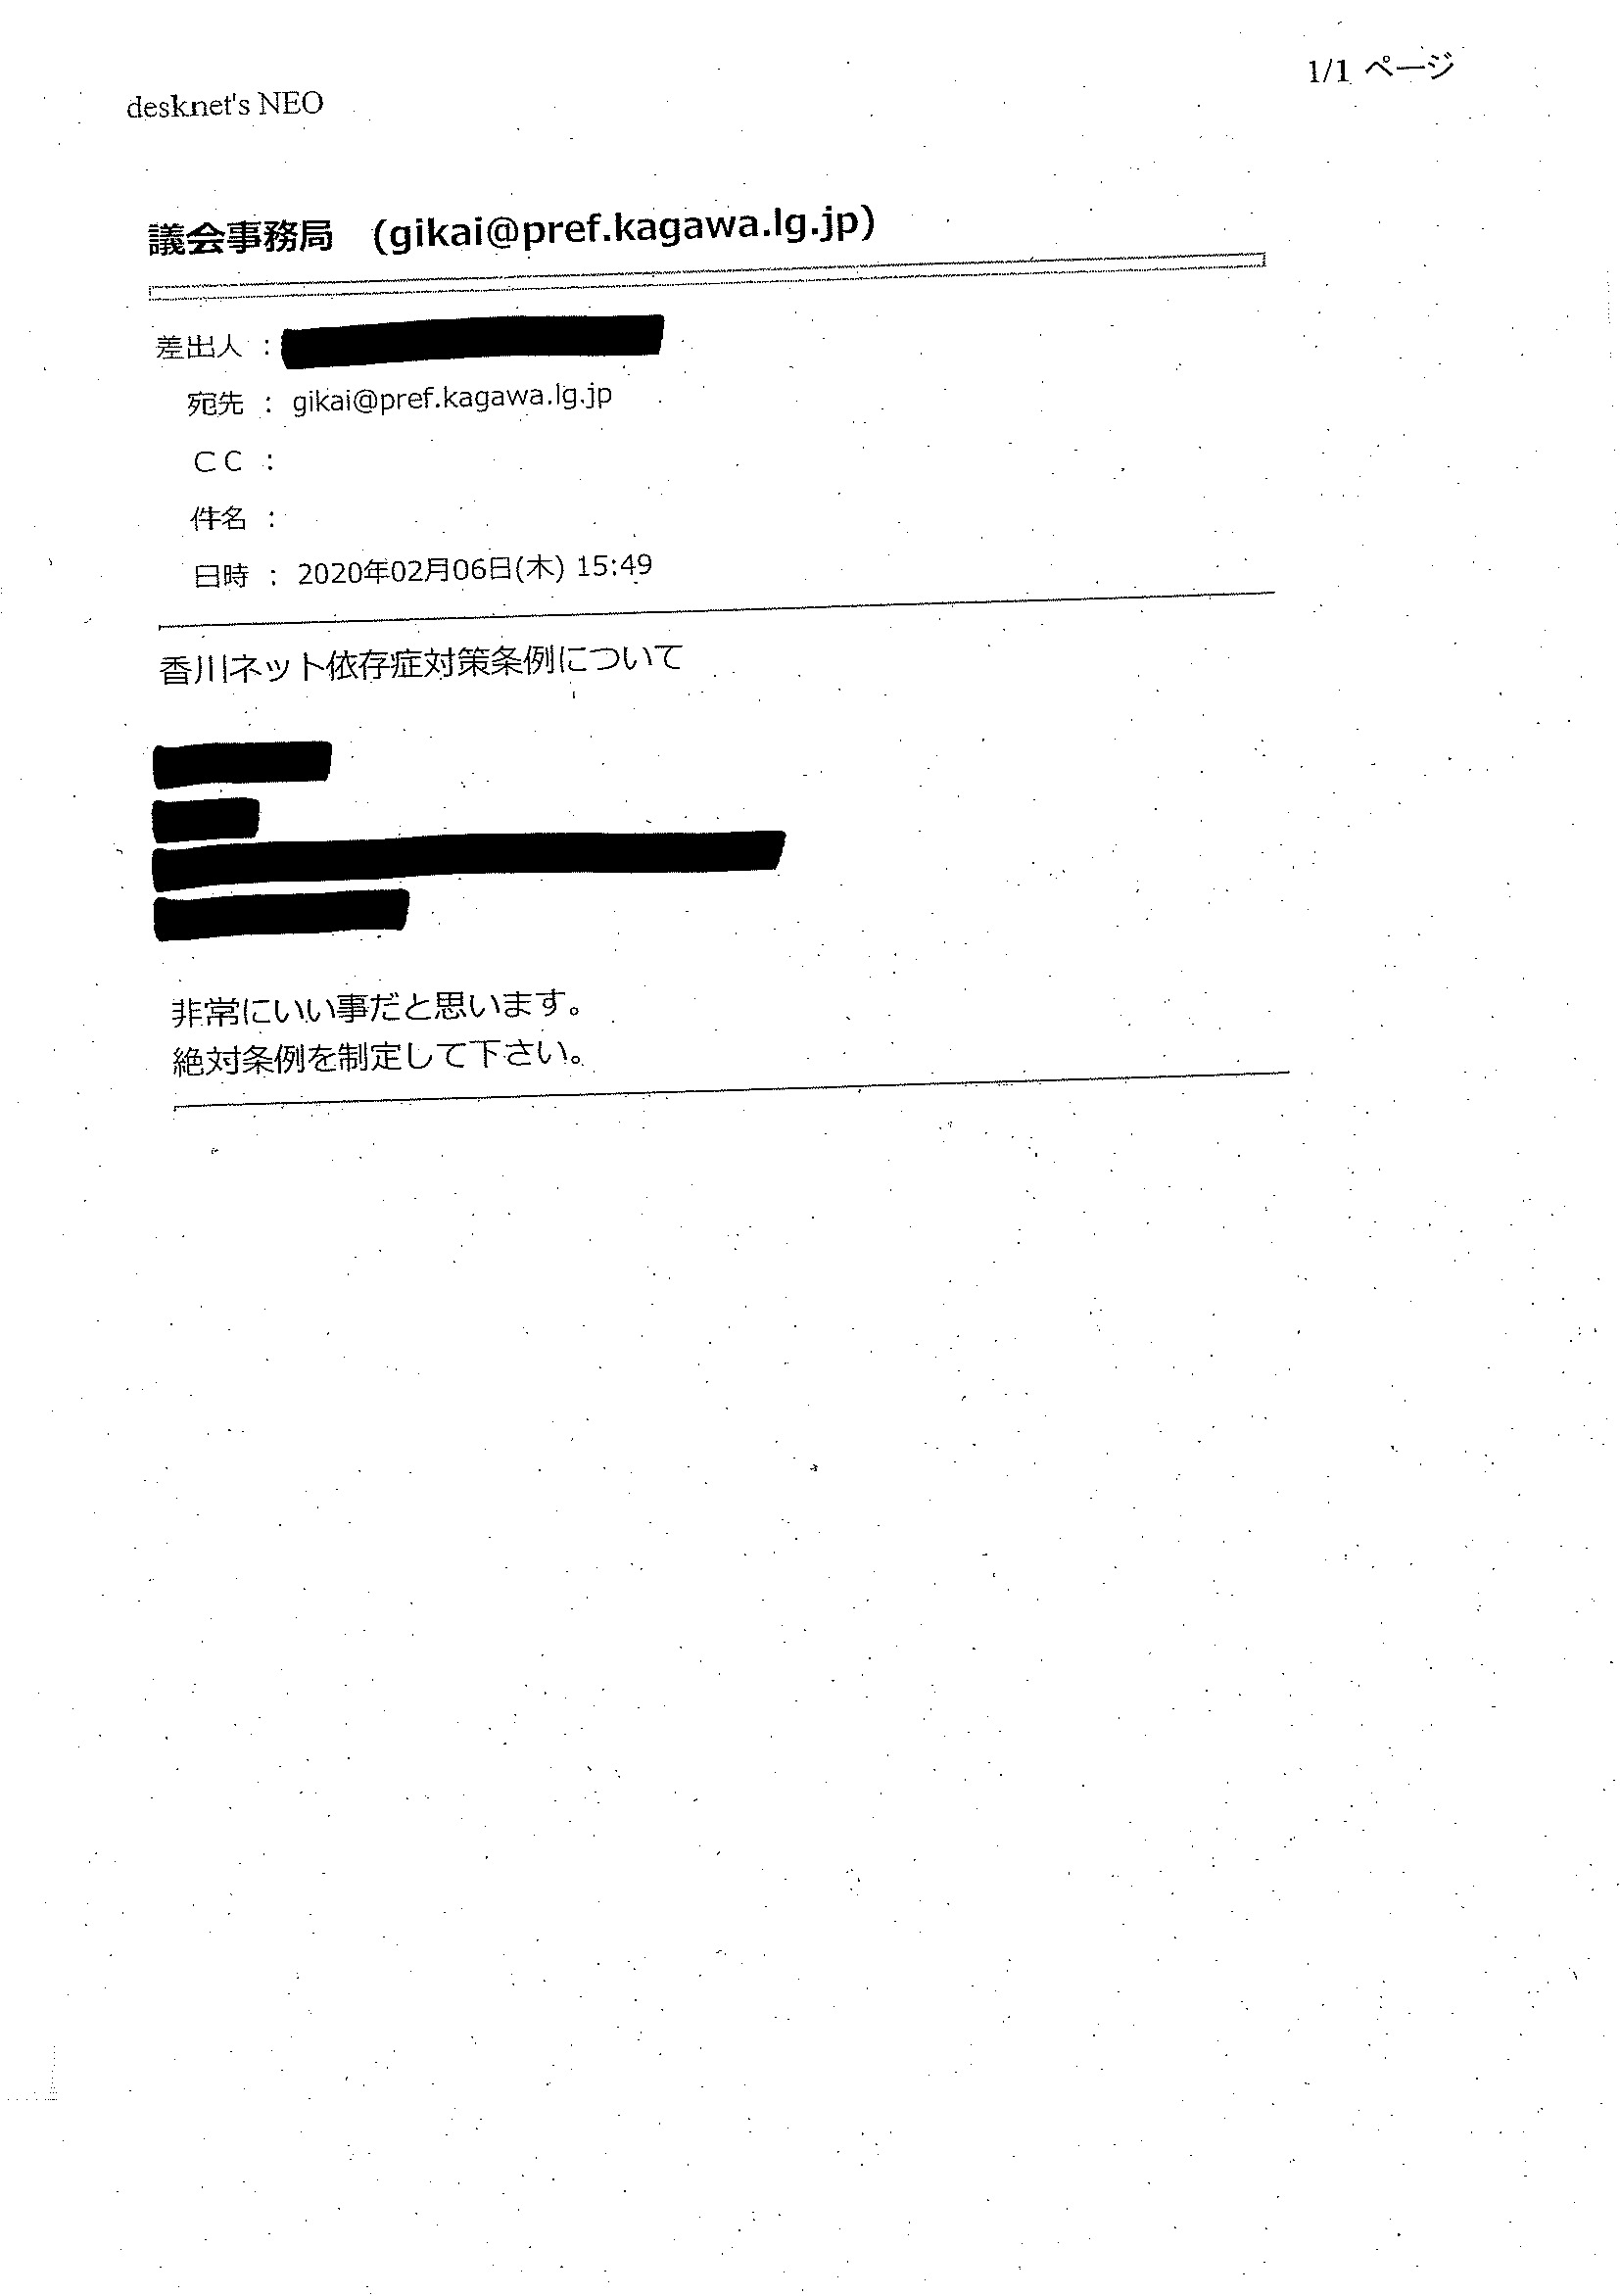 1/1 ページ
desknet's NEO
議会事務局 (gikai@pref.kagawa.lg.jp)
差出人 :
宛先 : gikai@pref.kagawa.lg.jp
CC :
件名 :
日時 : 2020年02月06日(木) 15:49
香川ネット依存症対策条例について
非常にいい事だと思います。
絶対条例を制定して下さい。